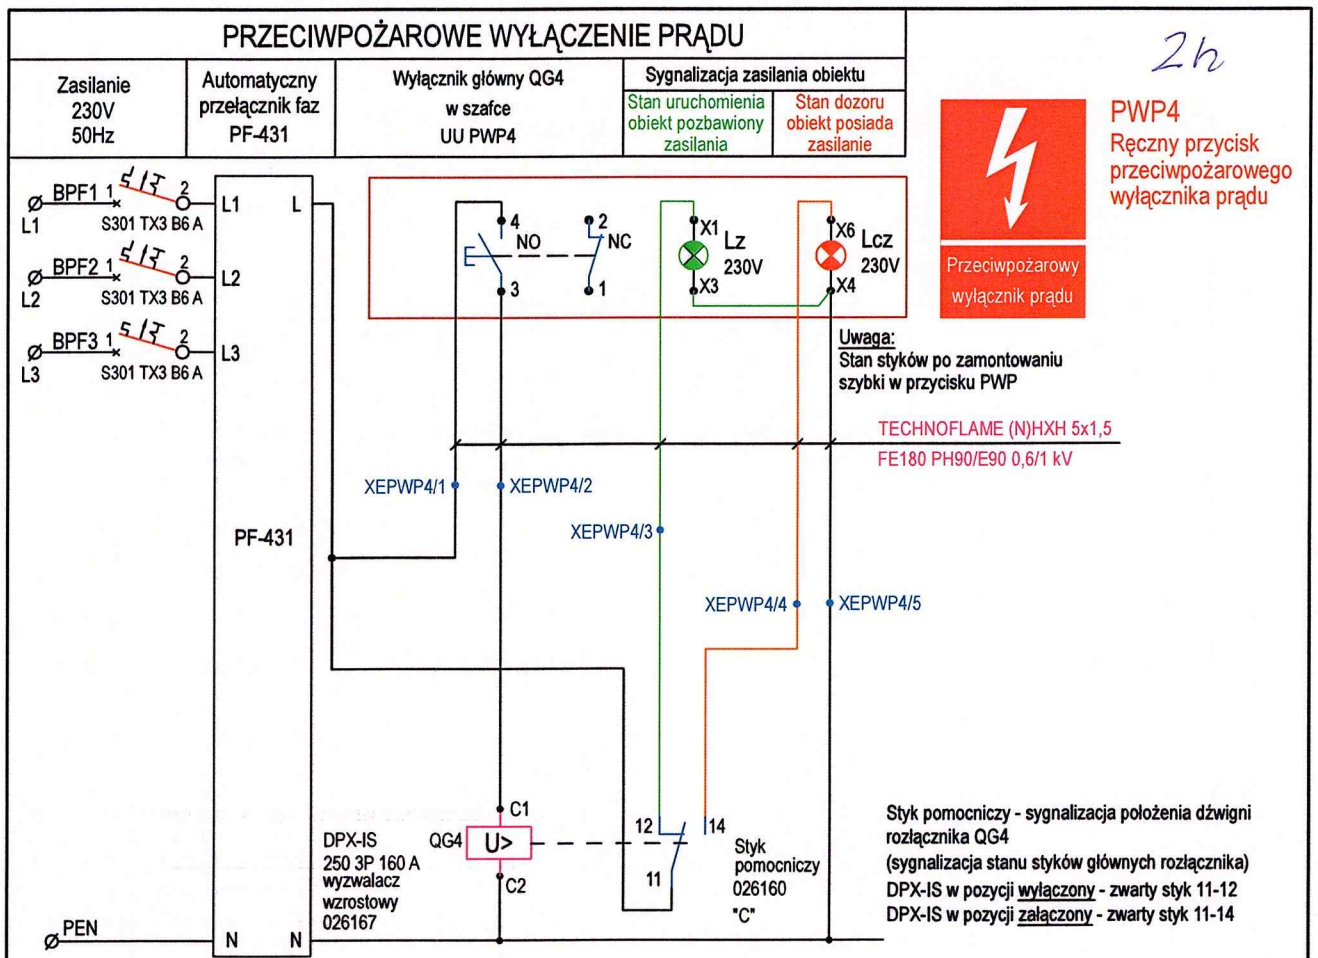 PRZECIWPOŻAROWE WYŁĄCZENIE PRĄDU
2h
Zasilanie
230V
50Hz
Automatyczny
przełącznik faz
PF-431
Wyłącznik główny QG4
w szafce
UU PWP4
Sygnalizacja zasilania obiektu
Stan uruchomienia
obiekt pozbawiony
zasilania
Stan dozoru
obiekt posiada
zasilanie
PWP4
Ręczny przycisk
przeciwpożarowego
wyłącznika prądu
Przeciwpożarowy
wyłącznik prądu
BPF1 1 2
L1
S301 TX3 B6 A
L1 L
BPF2 1 2
L2
S301 TX3 B6 A
L2
BPF3 1 2
L3
S301 TX3 B6 A
L3
4
NO
3
2
NC
1
X1
Lz
230V
X3
X6
Lcz
230V
X4
Uwaga:
Stan styków po zamontowaniu
szybki w przycisku PWP
TECHNOFLAME (N)HXH 5x1,5
FE180 PH90/E90 0,6/1 kV
XEPWP4/1
XEPWP4/2
XEPWP4/3
XEPWP4/4
XEPWP4/5
PF-431
C1
QG4
U>
C2
DPX-IS
250 3P 160 A
wyzwalacz
wzrostowy
026167
12
14
11
Styk
pomocniczy
026160
"C"
Styk pomocniczy - sygnalizacja położenia dźwigni
rozłącznika QG4
(sygnalizacja stanu styków głównych rozłącznika)
DPX-IS w pozycji wyłączony - zwarty styk 11-12
DPX-IS w pozycji załączony - zwarty styk 11-14
PEN
N N